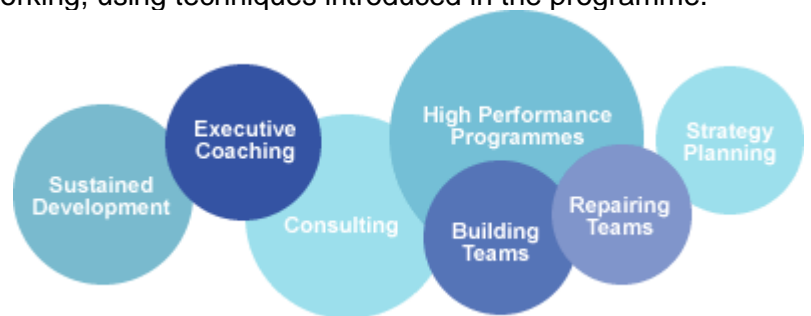 orking, using techniques introduced in the programme.
Executive
Coaching
High Performance
Programmes
Strategy
Planning
Sustained
Development
Consulting
Building
Teams
Repairing
Teams